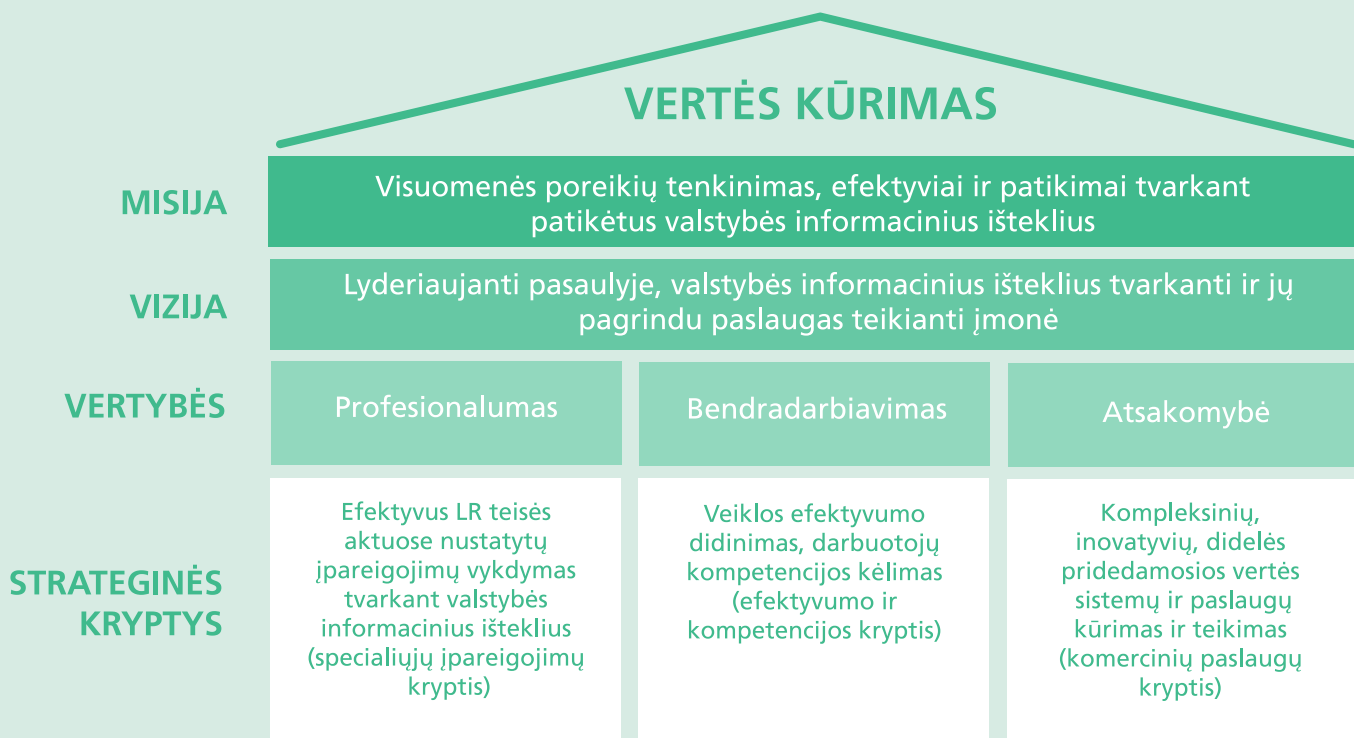 VERTĖS KŪRIMAS
MISIJA
Visuomenės poreikių tenkinimas, efektyviai ir patikimai tvarkant
patikėtus valstybės informacinius išteklius
VIZIJA
Lyderiaujanti pasaulyje, valstybės informacinius išteklius tvarkanti ir jų
pagrindu paslaugas teikianti įmonė
VERTYBĖS
Profesionalumas
Bendradarbiavimas
Atsakomybė
STRATEGINĖS
KRYPTYS
Efektyvus LR teisės
aktuose nustatytų
įpareigojimų vykdymas
tvarkant valstybės
informacinius išteklius
(specialiųjų įpareigojimų
kryptis)
Veiklos efektyvumo
didinimas, darbuotojų
kompetencijos kėlimas
(efektyvumo ir
kompetencijos kryptis)
Kompleksinių,
inovatyvių, didelės
pridedamosios vertės
sistemų ir paslaugų
kūrimas ir teikimas
(komercinių paslaugų
kryptis)